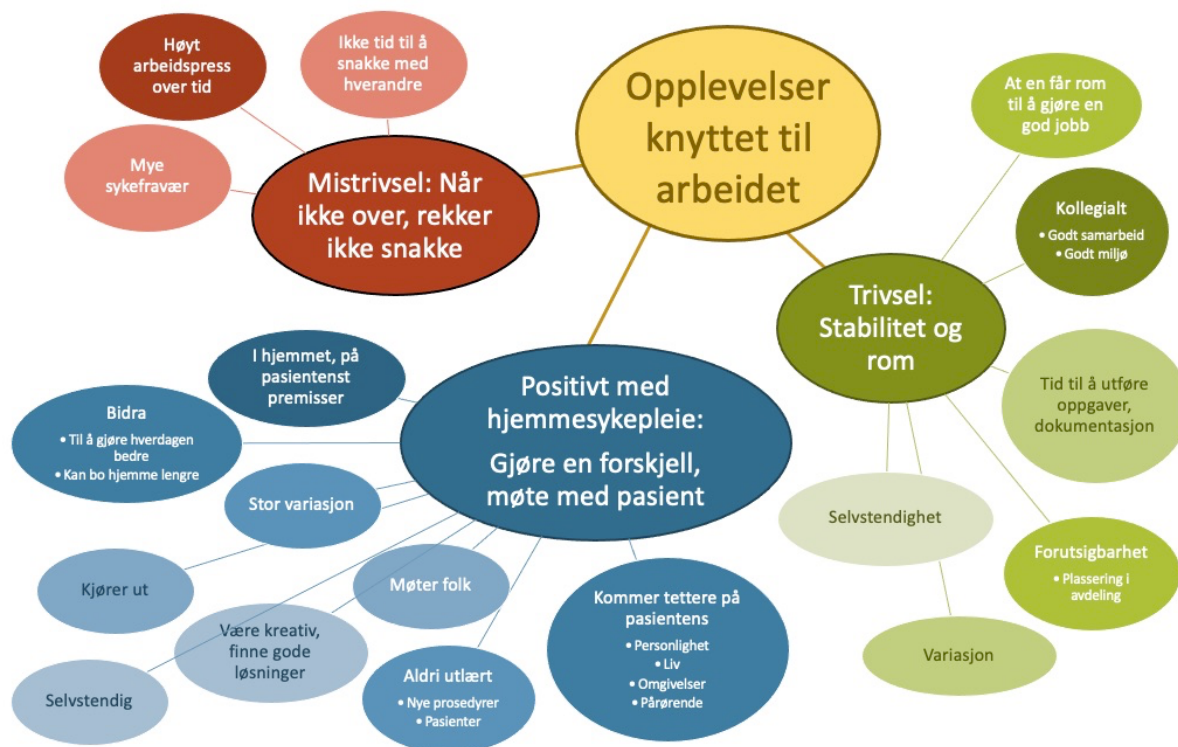 Opplevelser
knyttet til
arbeidet
Mistrivsel: Når
ikke over, rekker
ikke snakke
Høyt
arbeidspress
over tid
Ikke tid til å
snakke med
hverandre
Mye
sykefravær
Trivsel:
Stabilitet og
rom
At en får rom
til å gjøre en
god jobb
Kollegialt
• Godt samarbeid
• Godt miljø
Tid til å utføre
oppgaver,
dokumentasjon
Forutsigbarhet
• Plassering i
avdeling
Selvstendighet
Variasjon
Positivt med
hjemmesykepleie:
Gjøre en forskjell,
møte med pasient
I hjemmet, på
pasientenst
premisser
Bidra
• Til å gjøre hverdagen
bedre
• Kan bo hjemme lengre
Stor variasjon
Kjører ut
Selvstendig
Være kreativ,
finne gode
løsninger
Møter folk
Aldri utlært
• Nye prosedyrer
• Pasienter
Kommer tettere på
pasientens
• Personlighet
• Liv
• Omgivelser
• Pårørende